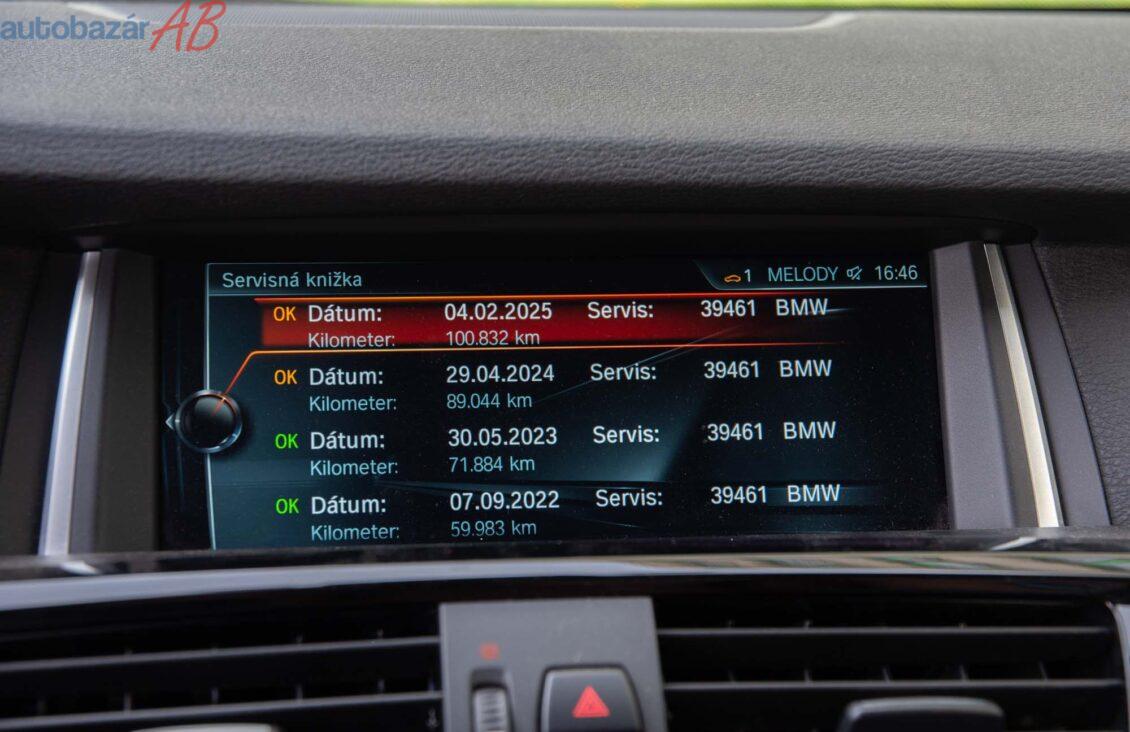 autobazár AB
Servisná knižka 1 MELODY 16:46
OK Dátum: 04.02.2025 Servis: 39461 BMW
Kilometer: 100.832 km
OK Dátum: 29.04.2024 Servis: 39461 BMW
Kilometer: 89.044 km
OK Dátum: 30.05.2023 Servis: 39461 BMW
Kilometer: 71.884 km
OK Dátum: 07.09.2022 Servis: 39461 BMW
Kilometer: 59.983 km